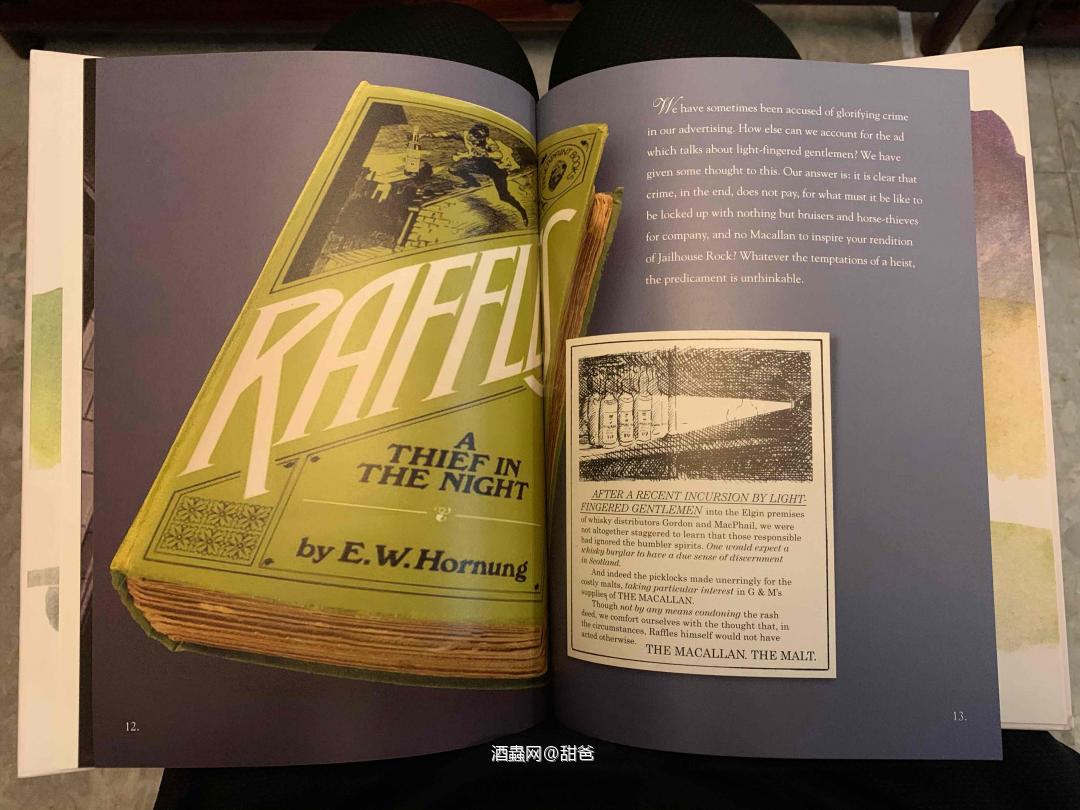 RAFFLES
A
THIEF IN
THE NIGHT
by E.W. Hornung
12.
We have sometimes been accused of glorifying crime
in our advertising. How else can we account for the ad
which talks about light-fingered gentlemen? We have
given some thought to this. Our answer is: it is clear that
crime, in the end, does not pay, for what must it be like to
be locked up with nothing but bruisers and horse-thieves
for company, and no Macallan to inspire your rendition
of Jailhouse Rock? Whatever the temptations of a heist,
the predicament is unthinkable.
AFTER A RECENT INCURSION BY LIGHT-
FINGERED GENTLEMEN into the Elgin premises
of whisky distributors Gordon and MacPhail, we were
not altogether staggered to learn that those responsible
had ignored the humbler spirits. One would expect a
whisky burglar to have a due sense of discernment
in Scotland.
And indeed the picklocks made unerringly for the
costly malts, taking particular interest in G & M's
supplies of THE MACALLAN.
Though not by any means condoning the rash
deed, we comfort ourselves with the thought that, in
the circumstances, Raffles himself would not have
acted otherwise.
THE MACALLAN. THE MALT.
13.
酒蟲网@甜爸